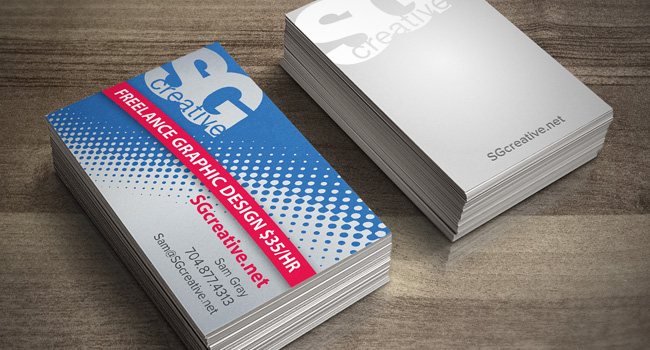 SG
creative
FREELANCE GRAPHIC DESIGN $35/HR
SGcreative.net
Sam Gray
704.877.4313
Sam@SGcreative.net
SG
creative
SGcreative.net